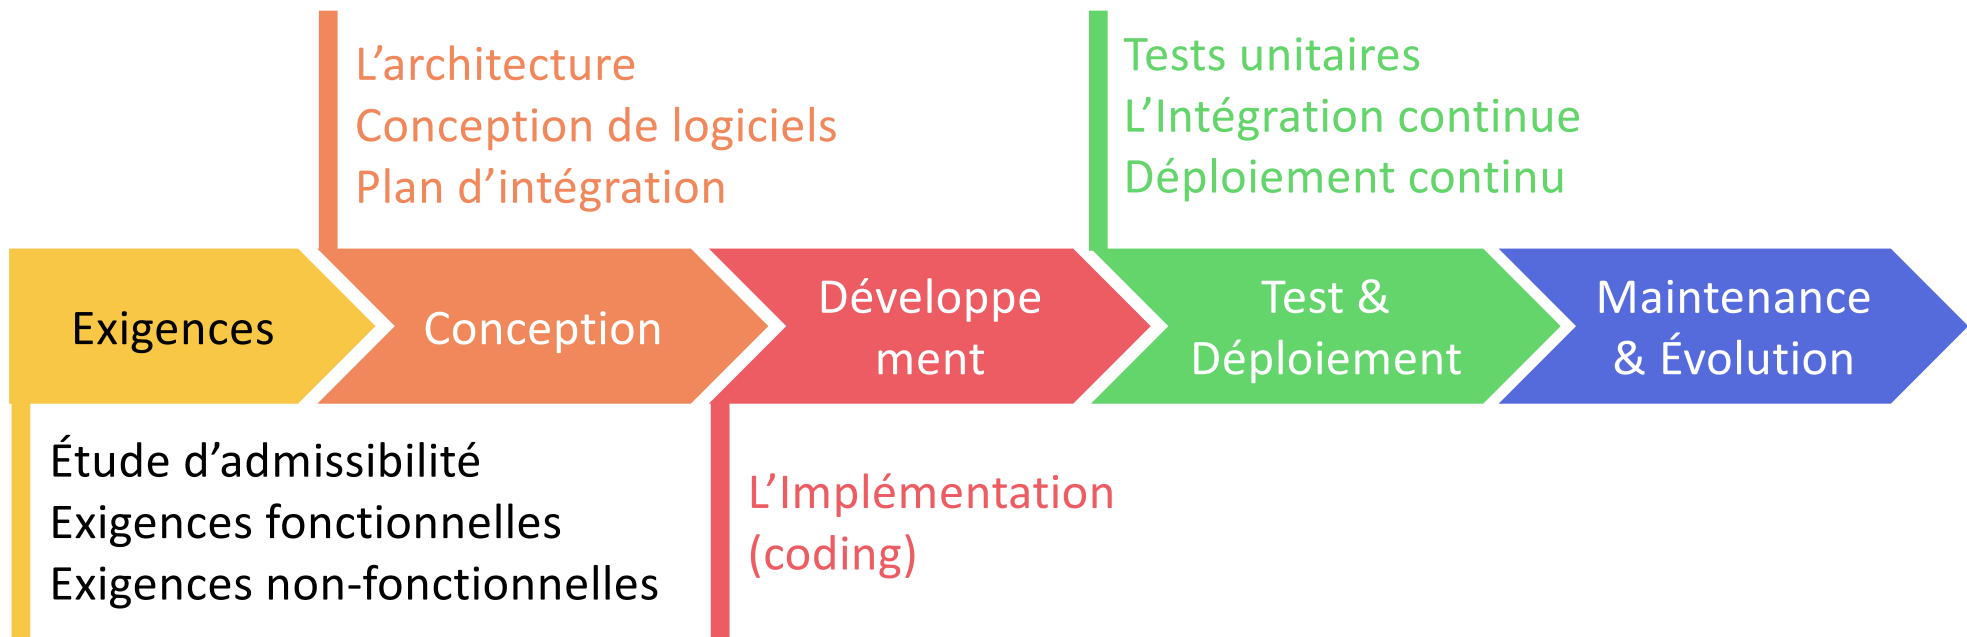 L’architecture
Conception de logiciels
Plan d’intégration
Tests unitaires
L’Intégration continue
Déploiement continu
Exigences
Conception
Développe
ment
Test &
Déploiement
Maintenance
& Évolution
Étude d’admissibilité
Exigences fonctionnelles
Exigences non-fonctionnelles
L’Implémentation
(coding)